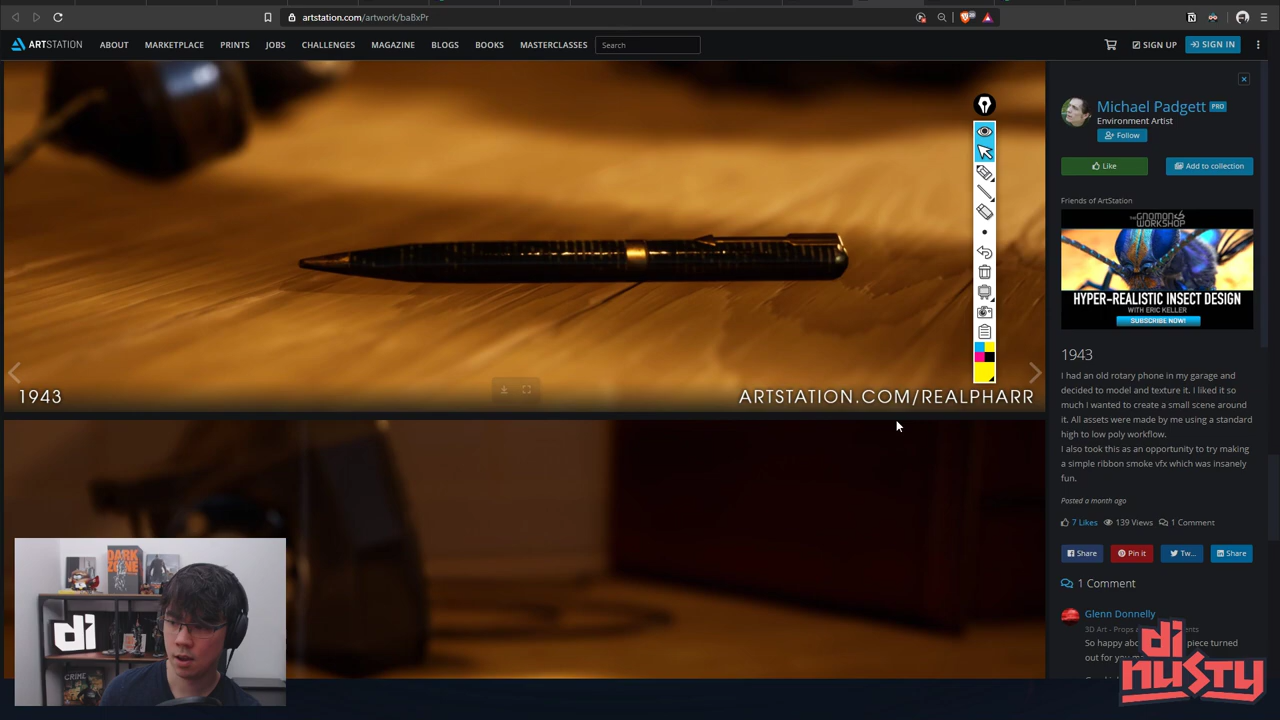 artstation.com/artwork/baBxPr
ARTSTATION
ABOUT
MARKETPLACE
PRINTS
JOBS
CHALLENGES
MAGAZINE
BLOGS
BOOKS
MASTERCLASSES
Search
SIGN UP
SIGN IN
Michael Padgett PRO
Environment Artist
Follow
Like
Add to collection
Friends of ArtStation
THE GNOMON
WORKSHOP
HYPER-REALISTIC INSECT DESIGN
WITH ERIC KELLER
SUBSCRIBE NOW!
1943
I had an old rotary phone in my garage and
decided to model and texture it. I liked it so
much I wanted to create a small scene around
it. All assets were made by me using a standard
high to low poly workflow.
I also took this as an opportunity to try making
a simple ribbon smoke vfx which was insanely
fun.
Posted a month ago
7 Likes 139 Views 1 Comment
Share
Pin it
Tw...
Share
1 Comment
Glenn Donnelly
3D Art - Props
So happy
piece turned
out for you
1943
ARTSTATION.COM/REALPHARR
DARK
ZONE
di
CRIME
di
nusty